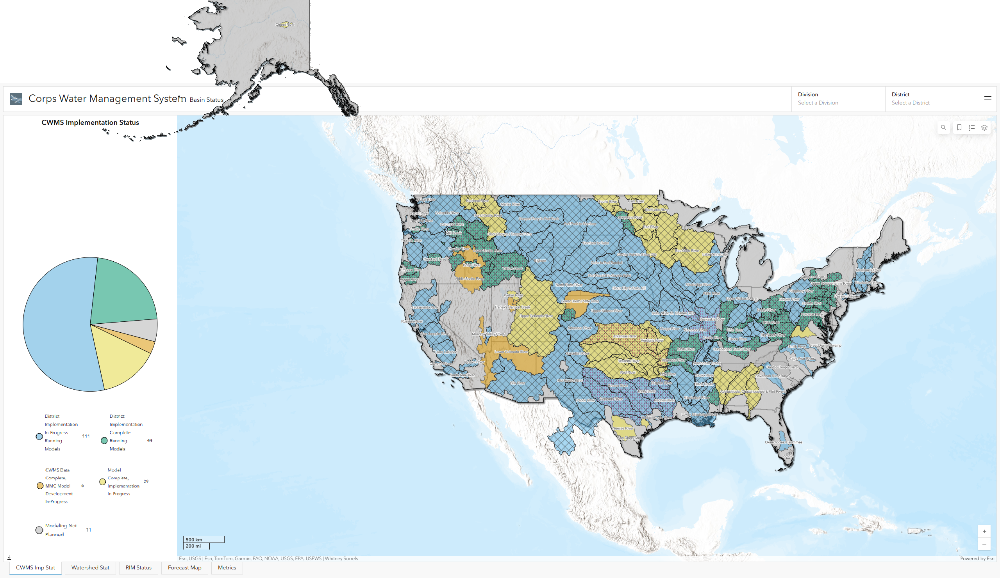 Chena River
Corps Water Management System Basin Status
Division
Select a Division
District
Select a District
CWMS Implementation Status
District
Implementation
In-Progress -
Running
Models
111
District
Implementation
Complete -
Running
Models
44
CWMS Data
Complete,
MMC Model
Development
In-Progress
6
Model
Complete,
Implementation
In-Progress
29
Modeling Not
Planned
11
Skagit River
Kootenai River
Marias River
Souris River
Park River
Red Lake River
Cedar River
Columbia River
Pend Oreille River
Canyon Ferry to Fort Peck
Sheyenne River
Puyallup River
Columbia River
Fort Peck to Garrison
Red River
Cowlitz River
Mill Creek
Clark Canyon / Canyon Ferry
Tualatin River
Garrison to Oahe
Powder River
Lower Snake River
Gavins Point to Sioux City
Eau Galle River
Lake Winnebago
Crooked River
Bighorn
Oahe to Fort Randall
Boise River
Umpqua River
Willow Creek
Merrimack River
Rogue River
Middle Snake River
Fort Randall to Gavins Point
Genesee River
North Platte River
Mississippi River
Upper Susquehanna River
Blackstone River
Sioux City to Rulo, NE
Farm River
Allegheny River
Weber River
Upper Wabash River
Beaver River
Passaic River
Lower South Platte River
Juniata River
Sacramento River
Parley's Canyon Creek
Upper Kansas River
Rulo, NE to St. Charles, MO
Scioto River
Potomac River
Upper Colorado River
Kaskaskia River
Russian River
Ohio River
Arkansas River
Osage River
Meramec River
Ohio River
San Joaquin River
Meadow Valley River
Arkansas River
Verdigris River
Cache River
Green River
Big Sandy River
Tulare Lakebed
Lower Colorado River
Canadian River
White River
Cumberland Basin River
Smith River
Great Dismal Swamp
Cuyama River
Mojave River
Washita River
Arkansas River
Nonconnah Creek
Cape Fear River
Santa Ana River
Red River
Little River
Yazoo River
Santee-Cooper River
Savannah River Basin
Gila River
Rio Hondo River
Brazos River
Sulphur River
Black Creek
Trinity River
Apalachicola, Chattahoochee & Flint Rivers
Pecos River
Colorado River
Neches River
Mississippi River
Buffalo Bayou River
Lower Mississippi River
Nueces River
San Diego Creek
Okeechobee Kissimmee
500 km
200 mi
+
−
Esri, USGS | Esri, TomTom, Garmin, FAO, NOAA, USGS, EPA, USFWS | Whitney Sorrels
Powered by Esri
CWMS Imp Stat
Watershed Stat
RIM Status
Forecast Map
Metrics